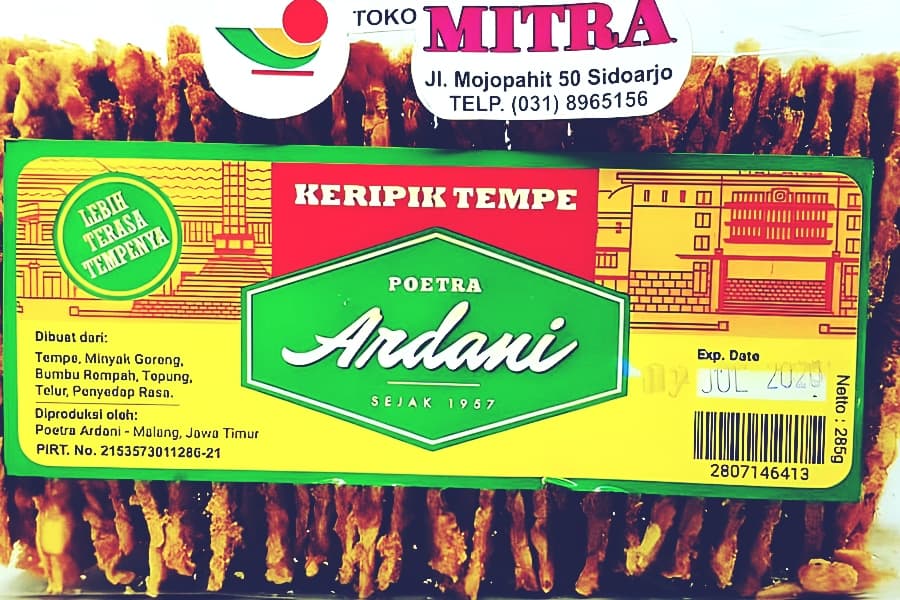 TOKO MITRA
Jl. Mojopahit 50 Sidoarjo
TELP. (031) 8965156
KERIPIK TEMPE
LEBIH
TERASA
TEMPENYA
POETRA
Ardani
SEJAK 1957
Dibuat dari:
Tempe, Minyak Goreng,
Bumbu Rempah, Tepung,
Telur, Penyedap Rasa.
Diproduksi oleh:
Poetra Ardani - Malang, Jawa Timur
PIRT. No. 2153573011286-21
Exp. Date
JUL
Netto : 285g
2807146413